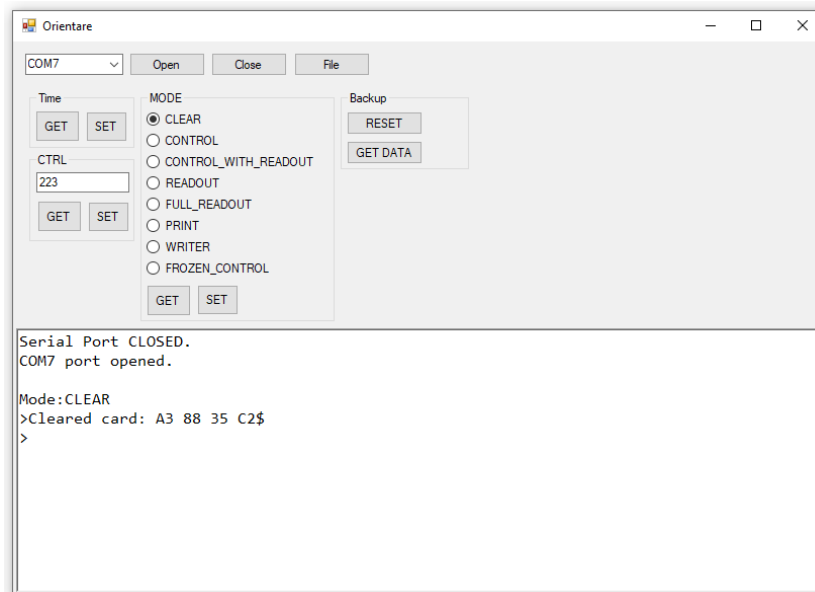 Orientare
COM7 Open Close File
Time MODE Backup
GET SET CLEAR RESET
CONTROL
CTRL CONTROL_WITH_READOUT GET DATA
223 READOUT
GET SET FULL_READOUT
PRINT
WRITER
FROZEN_CONTROL
GET SET
Serial Port CLOSED.
COM7 port opened.
Mode:CLEAR
>Cleared card: A3 88 35 C2$
>